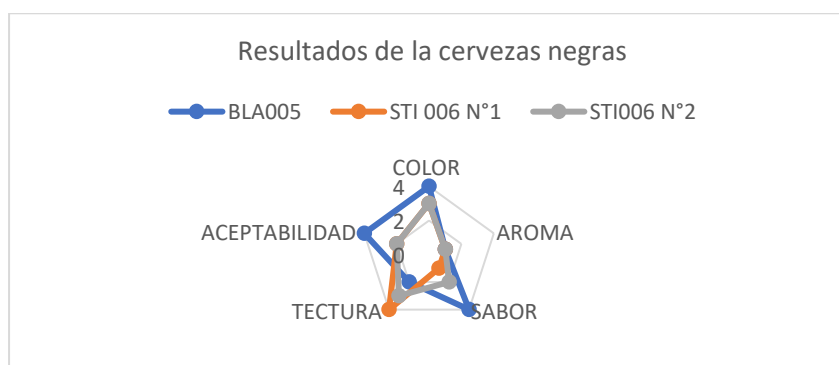 Resultados de la cervezas negras
BLA005 STI 006 N°1 STI006 N°2
COLOR
4
2
0
AROMA
SABOR
TECTURA
ACEPTABILIDAD